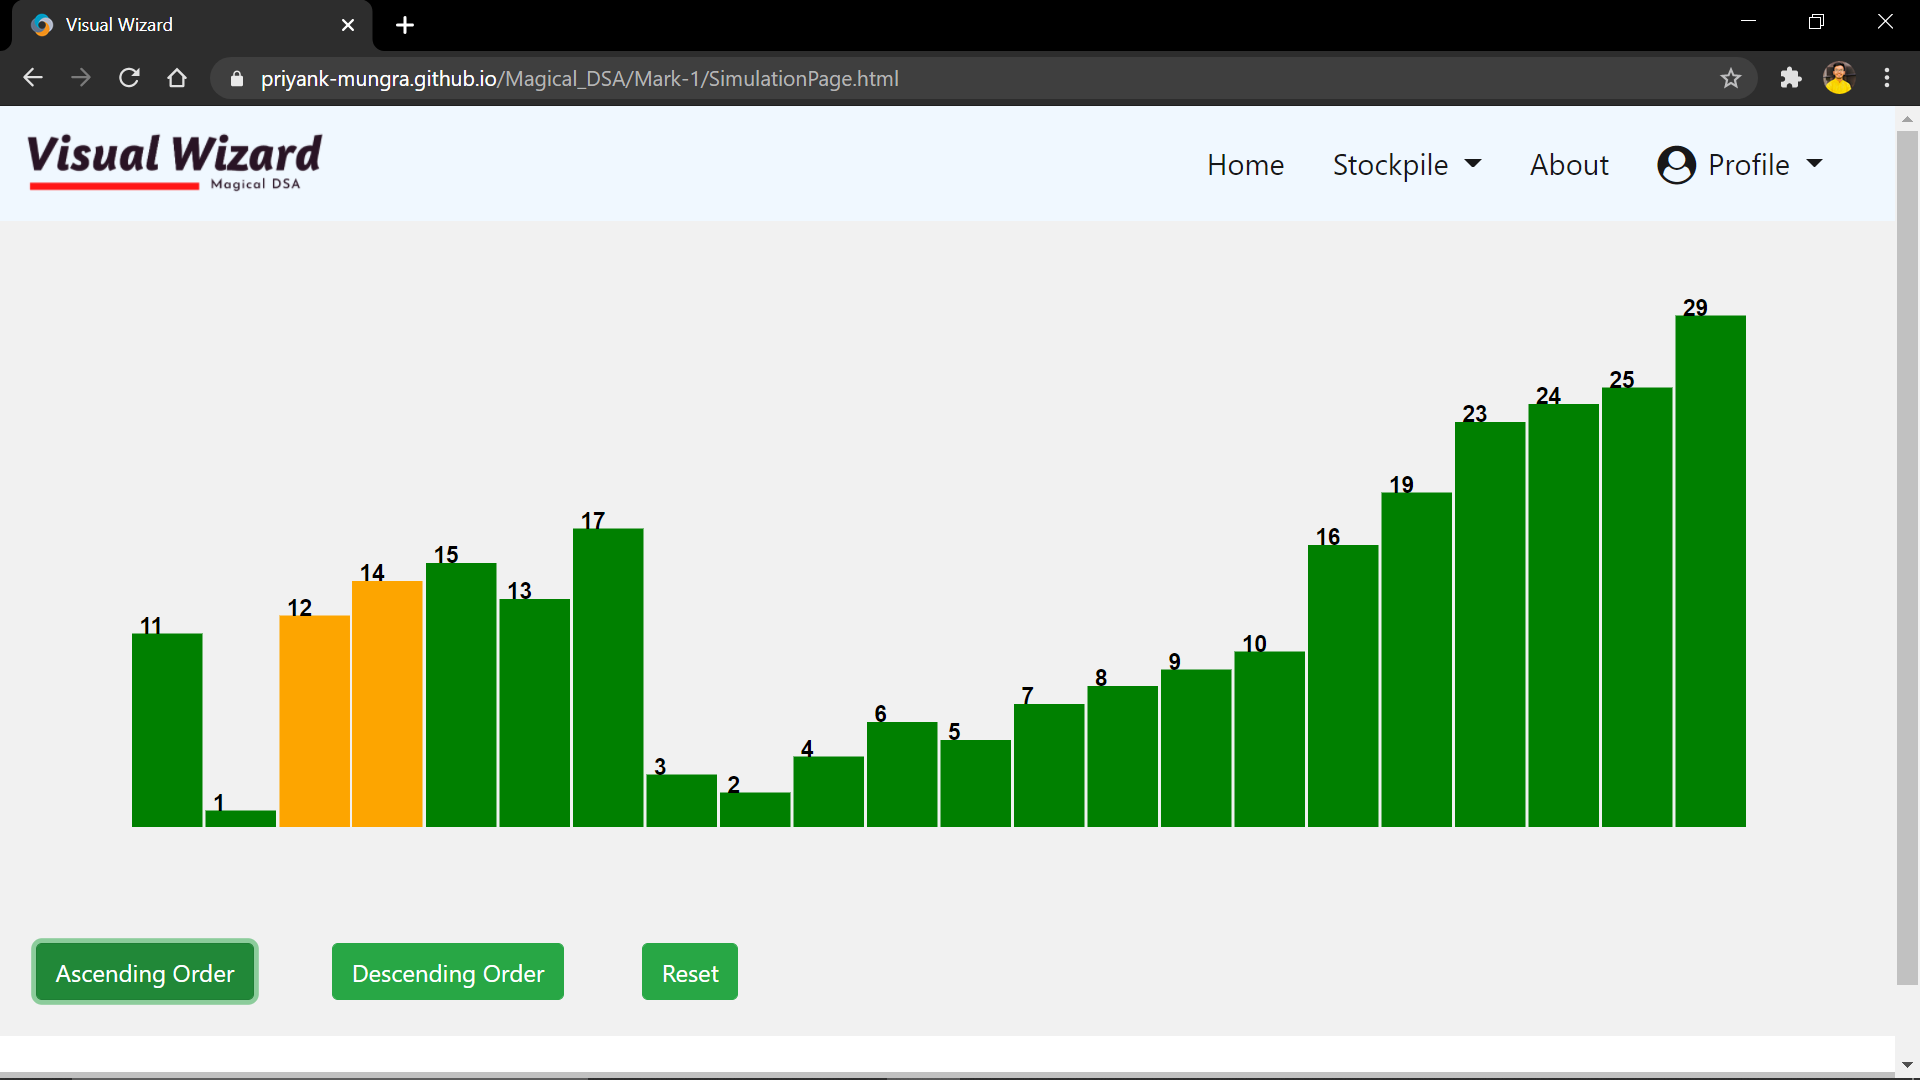 Visual Wizard
priyank-mungra.github.io/Magical_DSA/Mark-1/SimulationPage.html
Visual Wizard
Magical DSA
Home Stockpile About Profile
11 1 12 14 15 13 17 3 2 4 6 5 7 8 9 10 16 19 23 24 25 29
Ascending Order Descending Order Reset